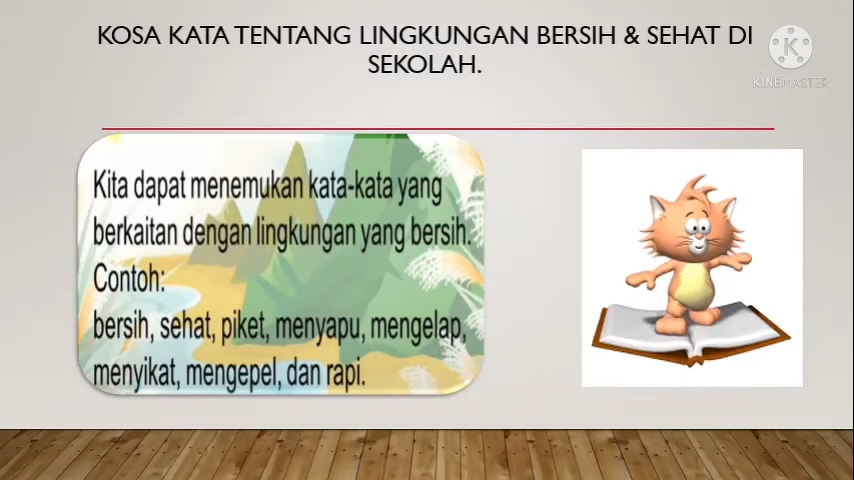 KOSA KATA TENTANG LINGKUNGAN BERSIH & SEHAT DI
SEKOLAH.
K
KINEMASTER
Kita dapat menemukan kata-kata yang
berkaitan dengan lingkungan yang bersih.
Contoh:
bersih, sehat, piket, menyapu, mengelap,
menyikat, mengepel, dan rapi.